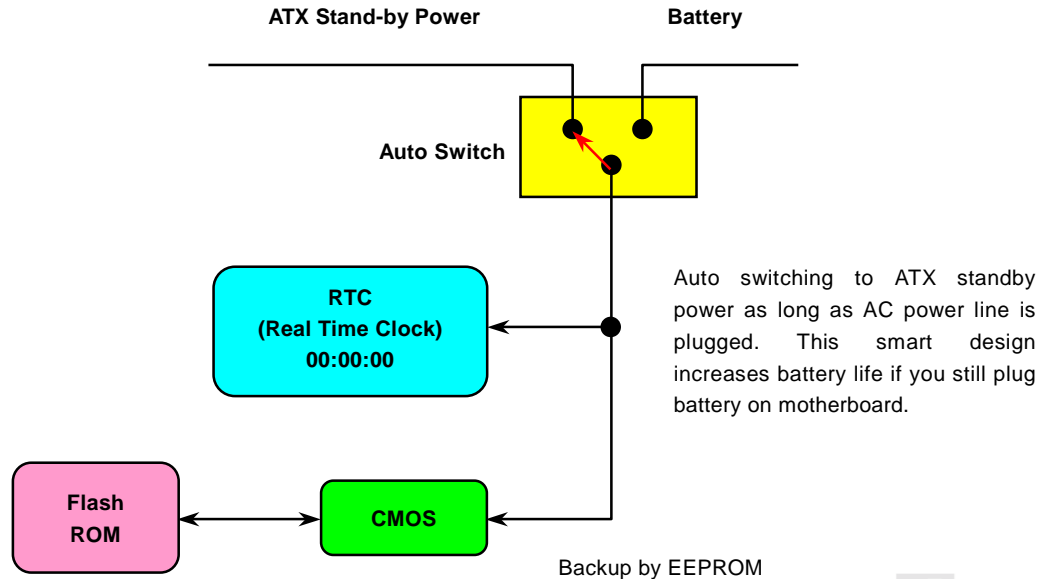 ATX Stand-by Power
Battery
Auto Switch
RTC
(Real Time Clock)
00:00:00
Auto switching to ATX standby
power as long as AC power line is
plugged. This smart design
increases battery life if you still plug
battery on motherboard.
Flash
ROM
CMOS
Backup by EEPROM